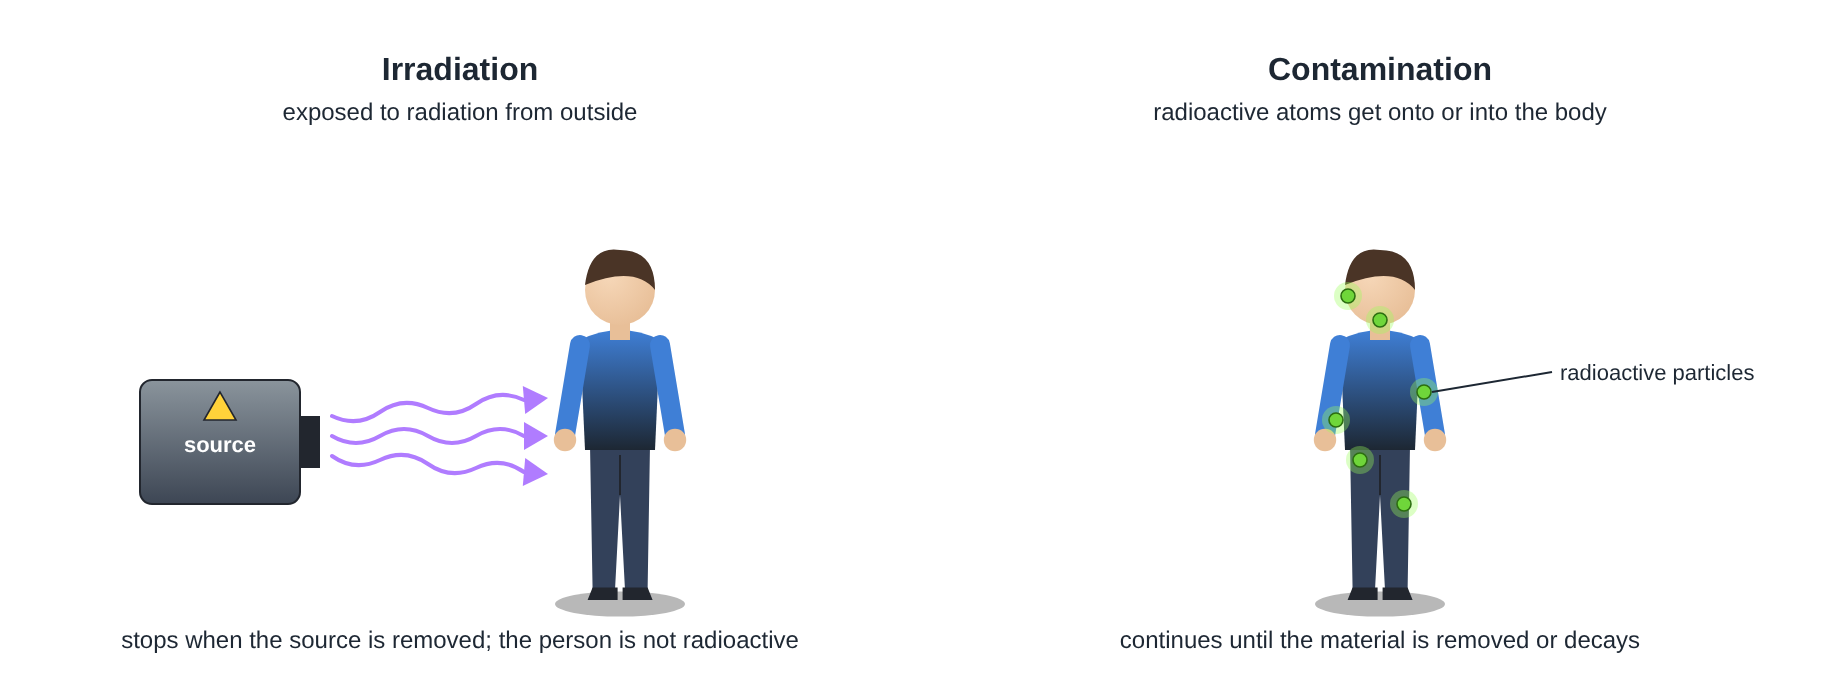 Irradiation
exposed to radiation from outside
source
stops when the source is removed; the person is not radioactive
Contamination
radioactive atoms get onto or into the body
radioactive particles
continues until the material is removed or decays